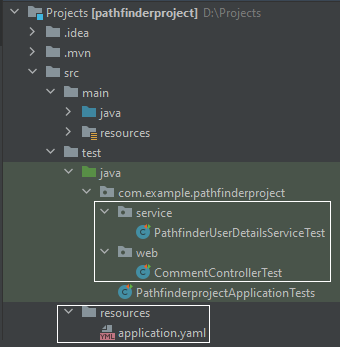 Projects [pathfinderproject] D:\Projects
.idea
.mvn
src
main
java
resources
test
java
com.example.pathfinderproject
service
PathfinderUserDetailsServiceTest
web
CommentControllerTest
PathfinderprojectApplicationTests
resources
application.yaml